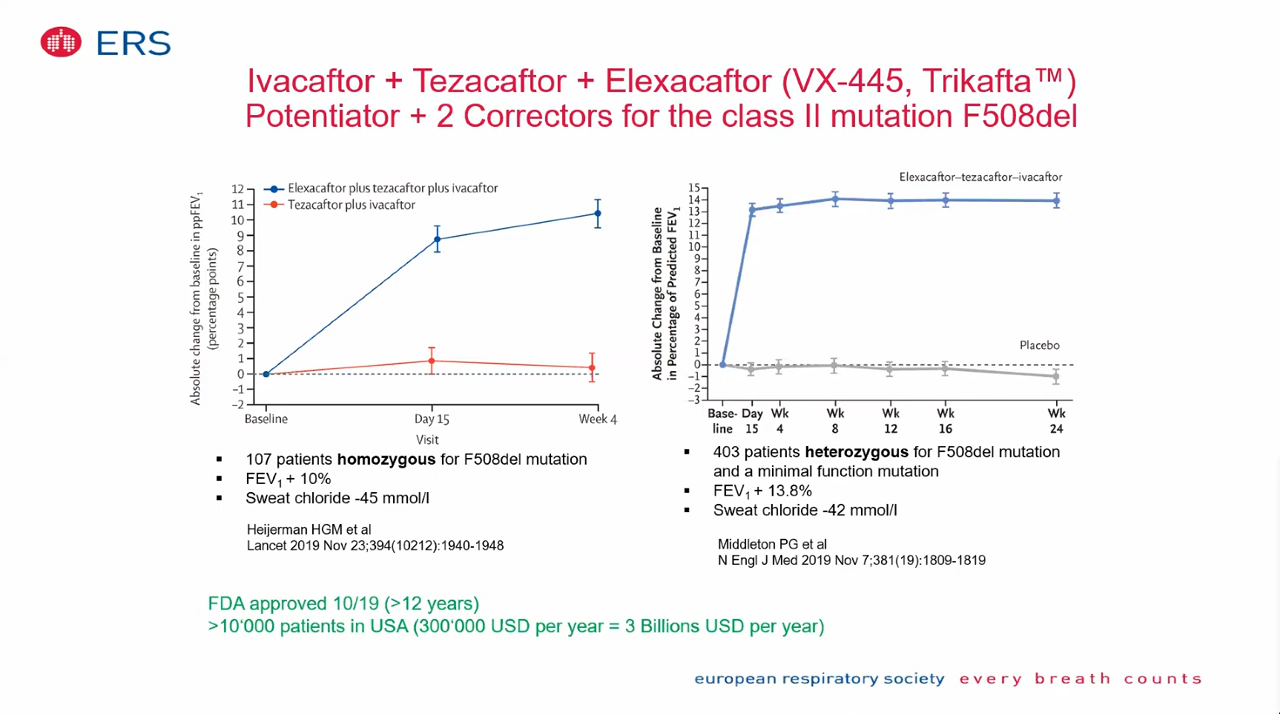 ERS
Ivacaftor + Tezacaftor + Elexacaftor (VX-445, Trikafta™)
Potentiator + 2 Correctors for the class II mutation F508del
Absolute change from baseline in ppFEV1
(percentage points)
12
11
10
9
8
7
6
5
4
3
2
1
0
−1
−2
Elexacaftor plus tezacaftor plus ivacaftor
Tezacaftor plus ivacaftor
Baseline
Day 15
Week 4
Visit
▪ 107 patients homozygous for F508del mutation
▪ FEV1 + 10%
▪ Sweat chloride -45 mmol/l
Heijerman HGM et al
Lancet 2019 Nov 23;394(10212):1940-1948
Absolute Change from Baseline
in Percentage of Predicted FEV1
15
14
13
12
11
10
9
8
7
6
5
4
3
2
1
0
−1
−2
−3
Elexacaftor–tezacaftor–ivacaftor
Placebo
Base- Day Wk Wk Wk Wk Wk
line 15 4 8 12 16 24
▪ 403 patients heterozygous for F508del mutation
and a minimal function mutation
▪ FEV1 + 13.8%
▪ Sweat chloride -42 mmol/l
Middleton PG et al
N Engl J Med 2019 Nov 7;381(19):1809-1819
FDA approved 10/19 (>12 years)
>10‘000 patients in USA (300‘000 USD per year = 3 Billions USD per year)
european respiratory society every breath counts